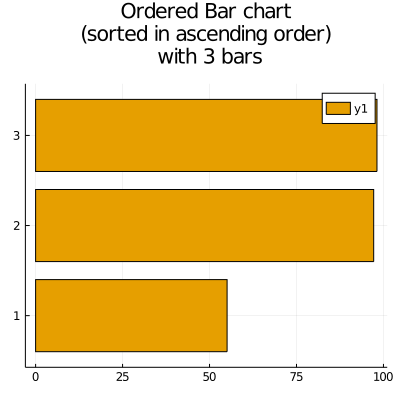 Ordered Bar chart
(sorted in ascending order)
with 3 bars
y1
3
2
1
0 25 50 75 100